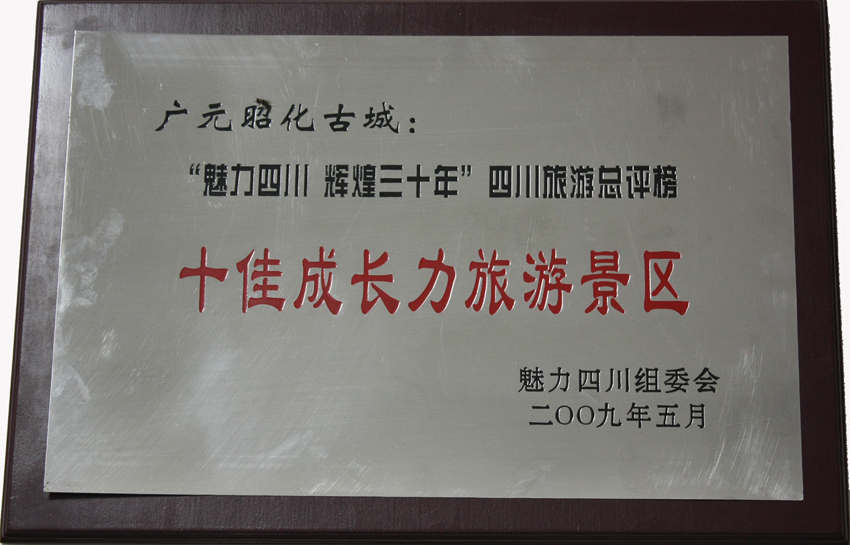 广元昭化古城：
“魅力四川 辉煌三十年”四川旅游总评榜
十佳成长力旅游景区
魅力四川组委会
二〇〇九年五月